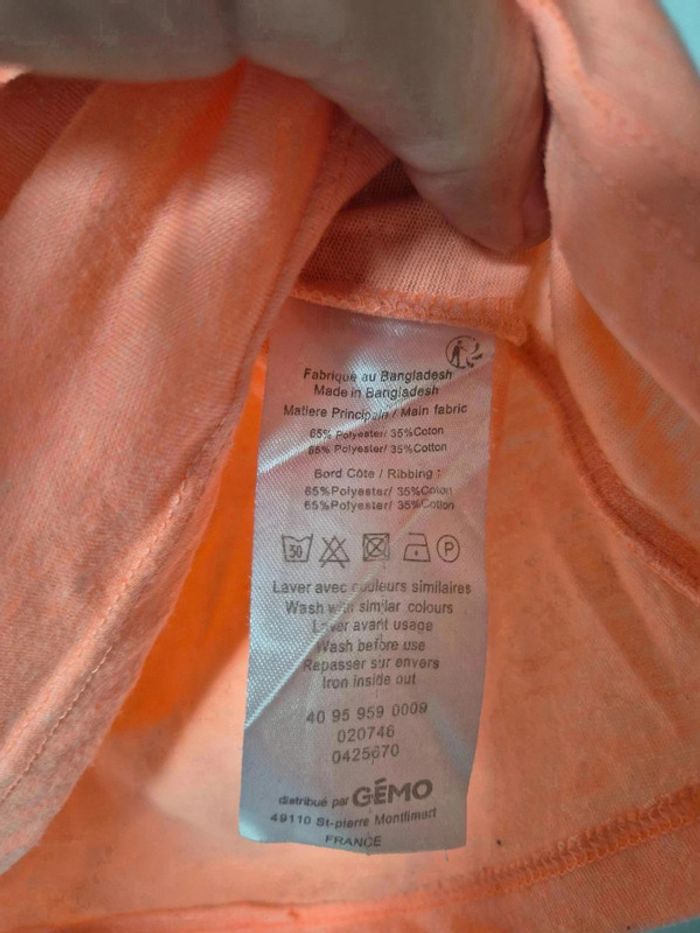 Fabriqué au Bangladesh
Made in Bangladesh
Matiere Principale / Main fabric
65% Polyester/ 35%Coton
65% Polyester/ 35%Cotton
Bord Côte / Ribbing :
65%Polyester/ 35%Coton
65%Polyester/ 35%Cotton
30 P
Laver avec couleurs similaires
Wash with similar colours
Laver avant usage
Wash before use
Repasser sur envers
Iron inside out
40 95 959 0009
020746
0425670
distribué par GÉMO
49110 St-pierre Montlimart
FRANCE